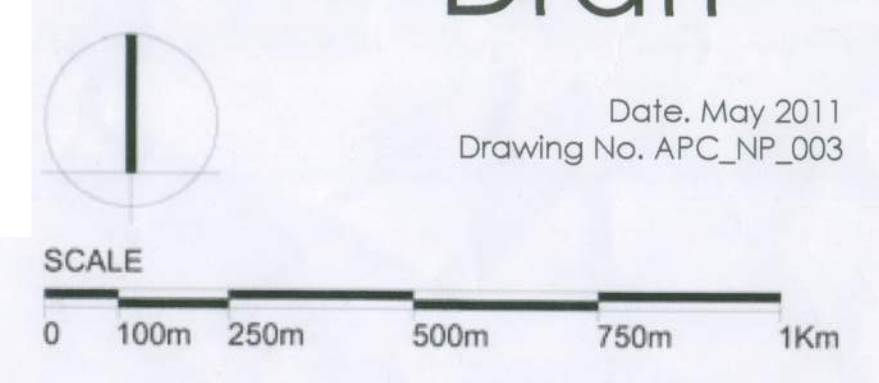 Date. May 2011
Drawing No. APC_NP_003
SCALE
0 100m 250m 500m 750m 1Km